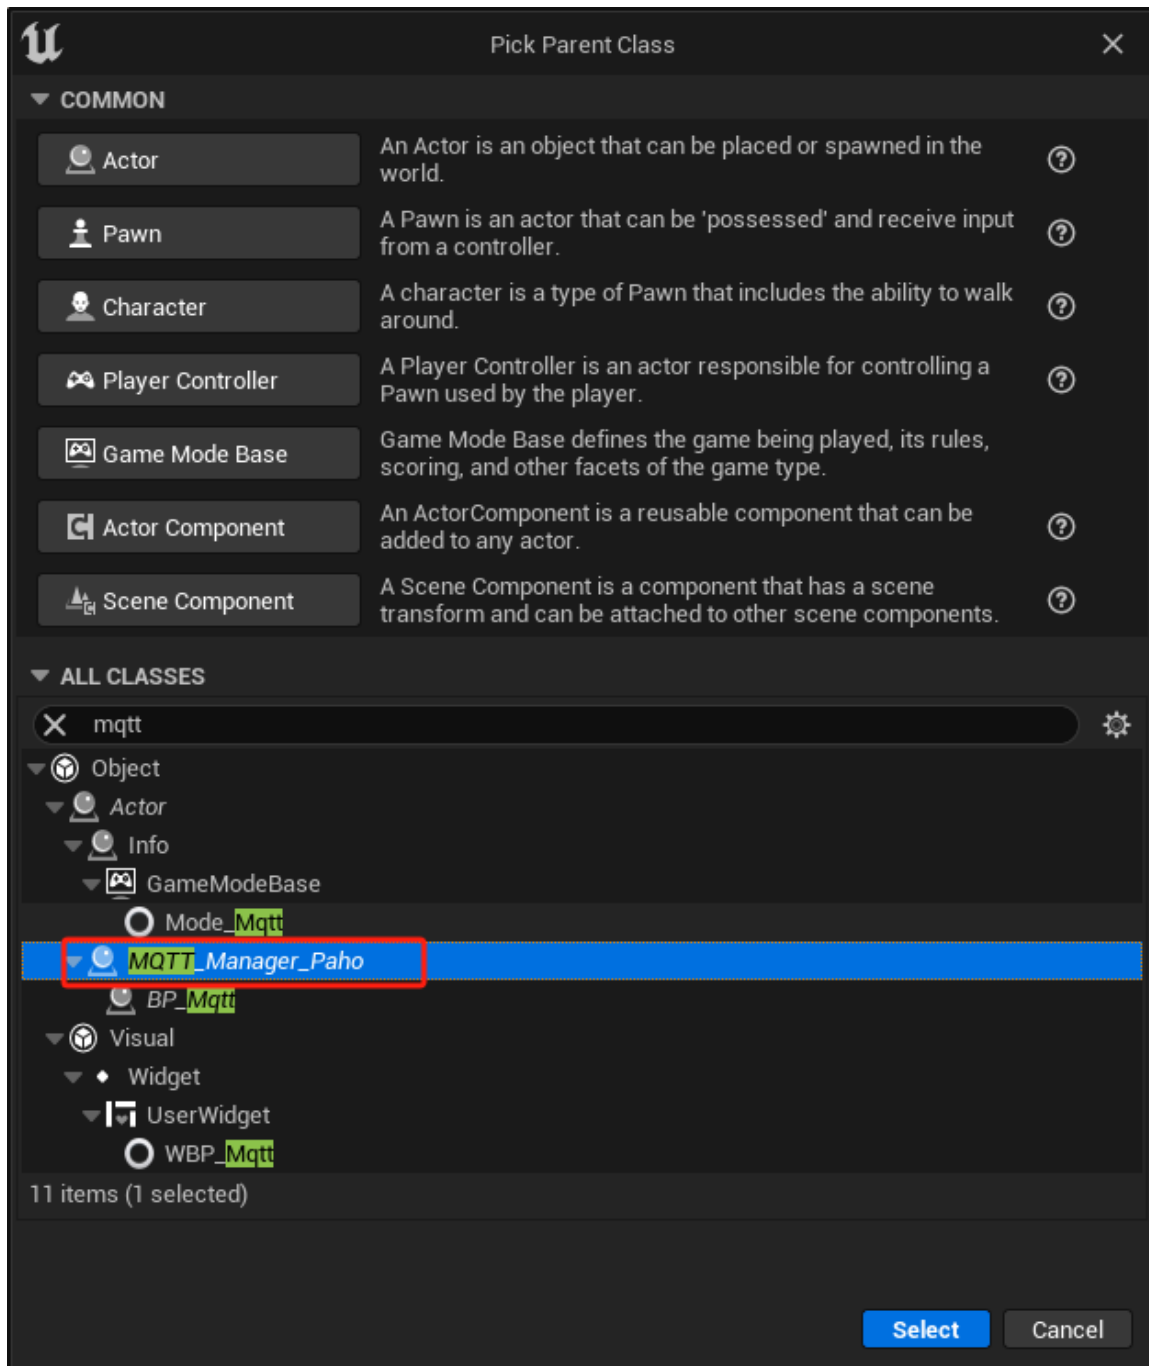 Pick Parent Class
COMMON
Actor
An Actor is an object that can be placed or spawned in the
world.
Pawn
A Pawn is an actor that can be 'possessed' and receive input
from a controller.
Character
A character is a type of Pawn that includes the ability to walk
around.
Player Controller
A Player Controller is an actor responsible for controlling a
Pawn used by the player.
Game Mode Base
Game Mode Base defines the game being played, its rules,
scoring, and other facets of the game type.
Actor Component
An ActorComponent is a reusable component that can be
added to any actor.
Scene Component
A Scene Component is a component that has a scene
transform and can be attached to other scene components.
ALL CLASSES
mqtt
Object
Actor
Info
GameModeBase
Mode_Mqtt
MQTT_Manager_Paho
BP_Mqtt
Visual
Widget
UserWidget
WBP_Mqtt
11 items (1 selected)
Select Cancel